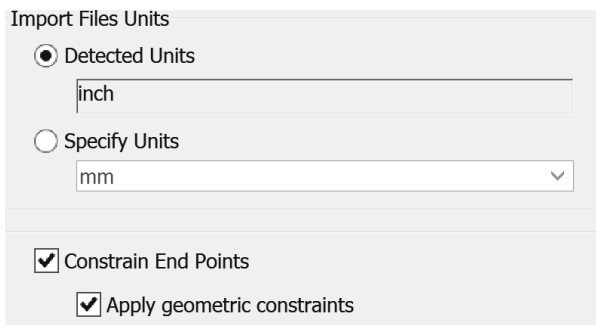 Import Files Units
Detected Units
inch
Specify Units
mm
Constrain End Points
Apply geometric constraints